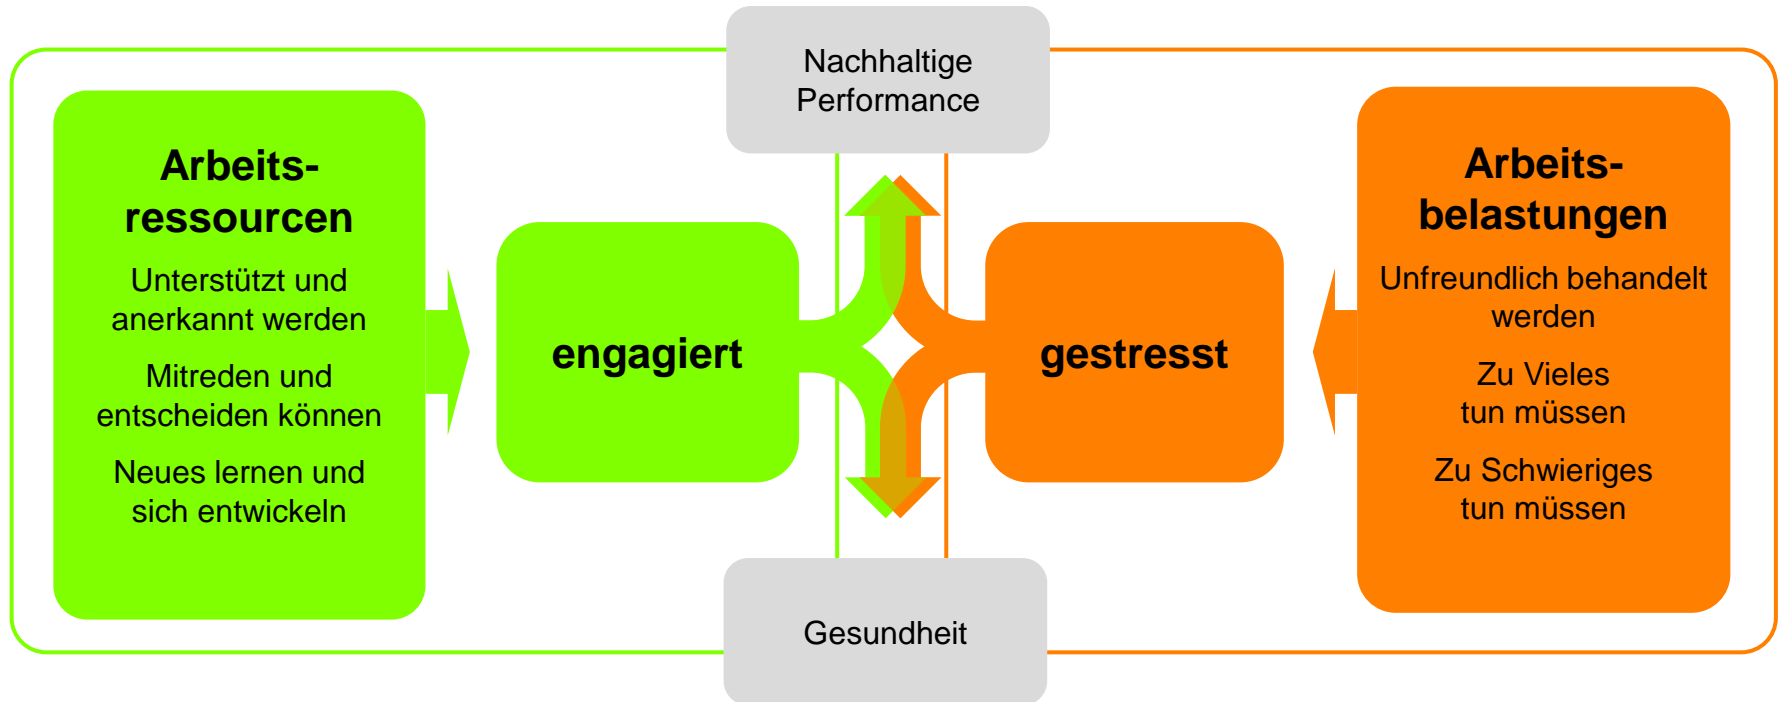 Nachhaltige
Performance
Arbeits-
ressourcen
Unterstützt und
anerkannt werden
Mitreden und
entscheiden können
Neues lernen und
sich entwickeln
engagiert
gestresst
Arbeits-
belastungen
Unfreundlich behandelt
werden
Zu Vieles
tun müssen
Zu Schwieriges
tun müssen
Gesundheit